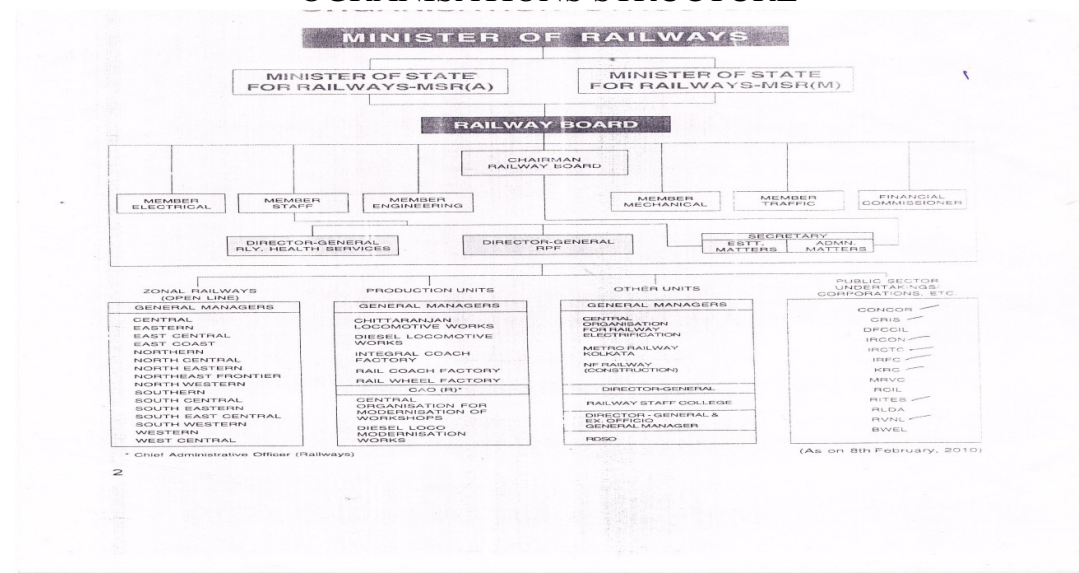 MINISTER OF RAILWAYS
MINISTER OF STATE
FOR RAILWAYS-MSR(A)
MINISTER OF STATE
FOR RAILWAYS-MSR(M)
RAILWAY BOARD
CHAIRMAN
RAILWAY BOARD
MEMBER
ELECTRICAL
MEMBER
STAFF
MEMBER
ENGINEERING
MEMBER
MECHANICAL
MEMBER
TRAFFIC
FINANCIAL
COMMISSIONER
DIRECTOR-GENERAL
RLY. HEALTH SERVICES
DIRECTOR-GENERAL
RPF
SECRETARY
ESTT.
MATTERS
ADMN.
MATTERS
ZONAL RAILWAYS
(OPEN LINE)
GENERAL MANAGERS
CENTRAL
EASTERN
EAST CENTRAL
EAST COAST
NORTHERN
NORTH CENTRAL
NORTH EASTERN
NORTHEAST FRONTIER
NORTH WESTERN
SOUTHERN
SOUTH CENTRAL
SOUTH EASTERN
SOUTH EAST CENTRAL
SOUTH WESTERN
WESTERN
WEST CENTRAL
PRODUCTION UNITS
GENERAL MANAGERS
CHITTARANJAN
LOCOMOTIVE WORKS
DIESEL LOCOMOTIVE
WORKS
INTEGRAL COACH
FACTORY
RAIL COACH FACTORY
RAIL WHEEL FACTORY
CAO (R)*
CENTRAL
ORGANISATION FOR
MODERNISATION OF
WORKSHOPS
DIESEL LOCO
MODERNISATION
WORKS
OTHER UNITS
GENERAL MANAGERS
CENTRAL
ORGANISATION
FOR RAILWAY
ELECTRIFICATION
METRO RAILWAY
KOLKATA
NF RAILWAY
(CONSTRUCTION)
DIRECTOR-GENERAL
RAILWAY STAFF COLLEGE
DIRECTOR - GENERAL &
EX. OFFICIO
GENERAL MANAGER
RDSO
PUBLIC SECTOR
UNDERTAKINGS/
CORPORATIONS, ETC.
CONCOR
CRIS
DFCCIL
IRCON
IRCTC
IRFC
KRC
MRVC
RCIL
RITES
RLDA
RVNL
BWEL
* Chief Administrative Officer (Railways)
(As on 8th February, 2010)
2